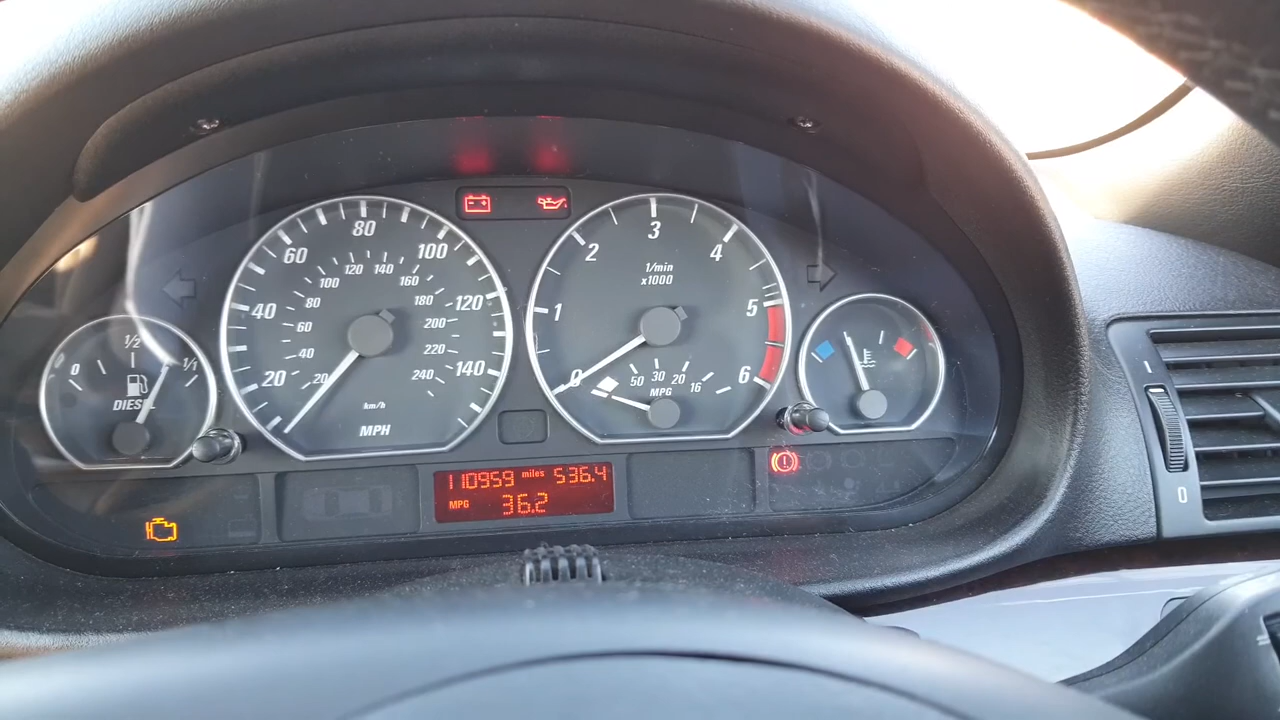 0 1/2 1/1
DIESEL
20 40 60 80 100 120 140
20 40 60 80 100 120 140 160 180 200 220 240
km/h
MPH
0 1 2 3 4 5 6
1/min
x1000
50 30 20 16
MPG
110959 miles 536.4
MPG 36.2
1
0